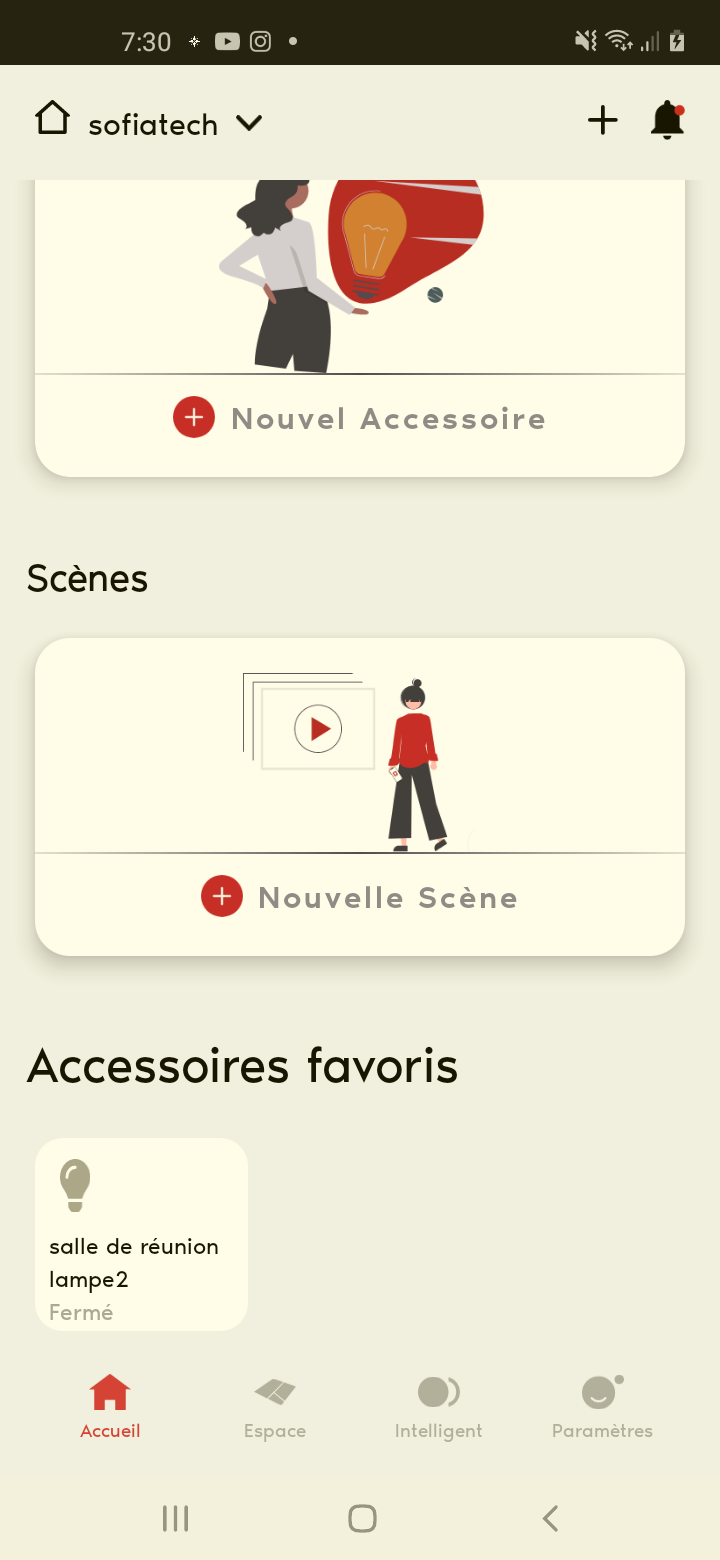 7:30
sofiatech
Nouvel Accessoire
Scènes
Nouvelle Scène
Accessoires favoris
salle de réunion
lampe2
Fermé
Accueil
Espace
Intelligent
Paramètres